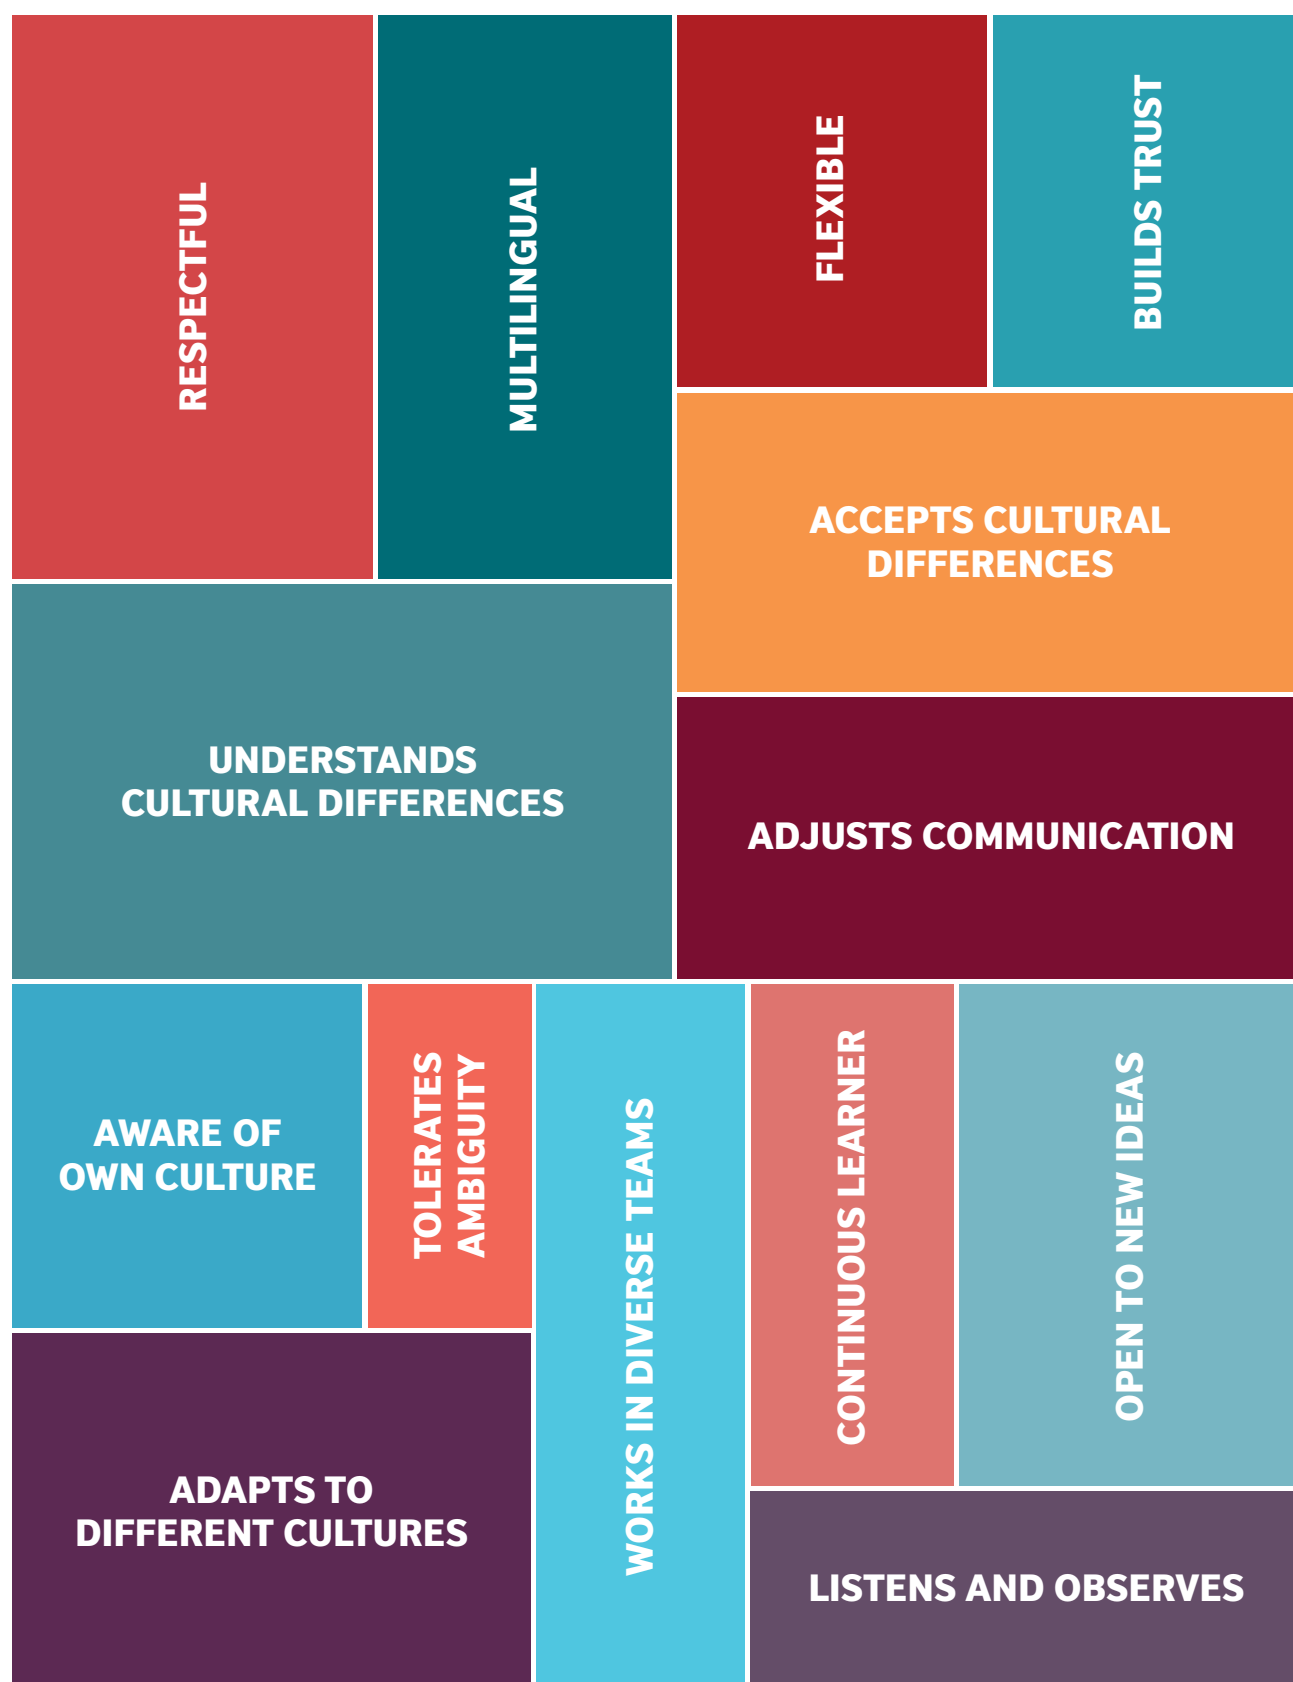 RESPECTFUL
MULTILINGUAL
FLEXIBLE
BUILDS TRUST
ACCEPTS CULTURAL
DIFFERENCES
UNDERSTANDS
CULTURAL DIFFERENCES
ADJUSTS COMMUNICATION
AWARE OF
OWN CULTURE
TOLERATES
AMBIGUITY
WORKS IN DIVERSE TEAMS
CONTINUOUS LEARNER
OPEN TO NEW IDEAS
ADAPTS TO
DIFFERENT CULTURES
LISTENS AND OBSERVES